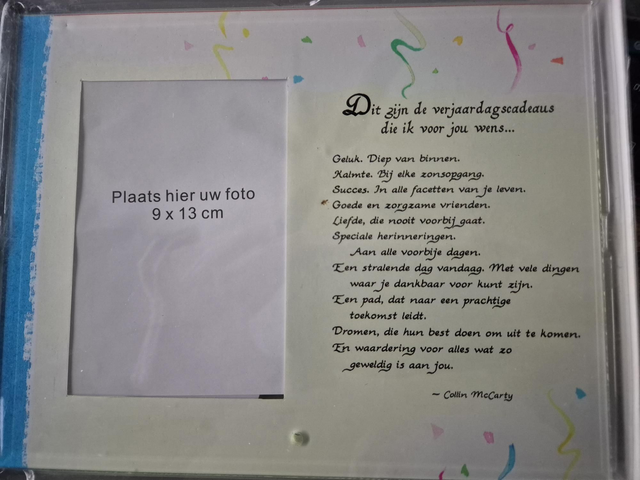 Plaats hier uw foto
9 x 13 cm
Dit zijn de verjaardagscadeaus
die ik voor jou wens...
Geluk. Diep van binnen.
Kalmte. Bij elke zonsopgang.
Succes. In alle facetten van je leven.
Goede en zorgzame vrienden.
Liefde, die nooit voorbij gaat.
Speciale herinneringen.
Aan alle voorbije dagen.
Een stralende dag vandaag. Met vele dingen
waar je dankbaar voor kunt zijn.
Een pad, dat naar een prachtige
toekomst leidt.
Dromen, die hun best doen om uit te komen.
En waardering voor alles wat zo
geweldig is aan jou.
~ Collin McCarty